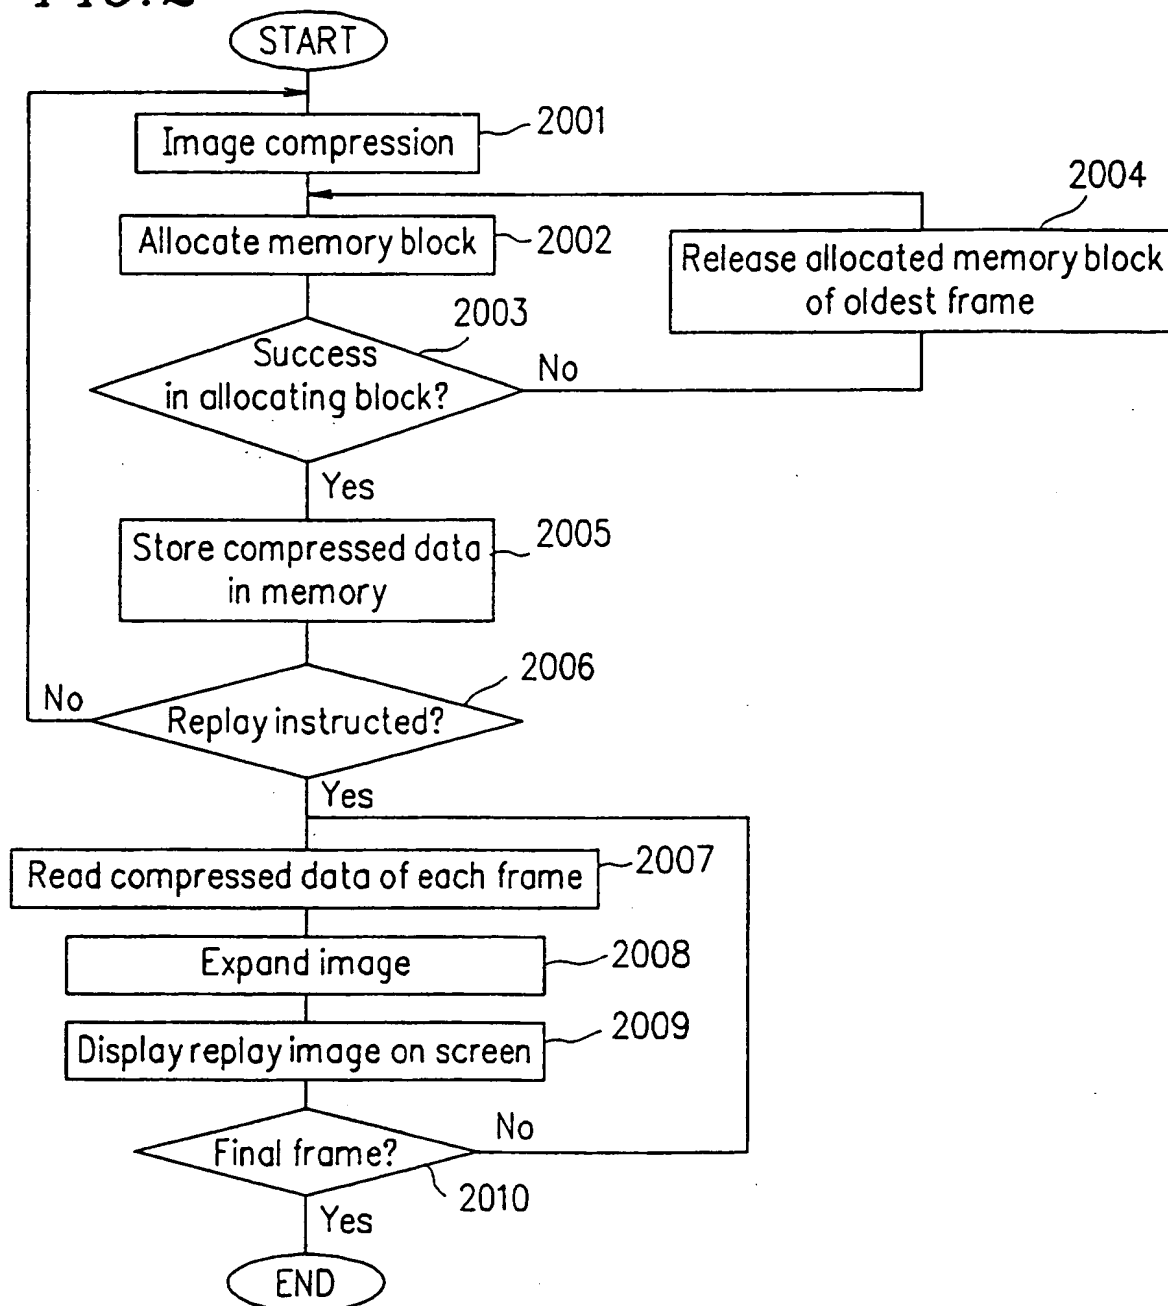 FIG.2
START
Image compression
2001
Allocate memory block
2002
2004
Release allocated memory block
of oldest frame
2003
Success
in allocating block?
No
Yes
Store compressed data
in memory
2005
2006
No
Replay instructed?
Yes
Read compressed data of each frame
2007
Expand image
2008
Display replay image on screen
2009
Final frame?
No
2010
Yes
END